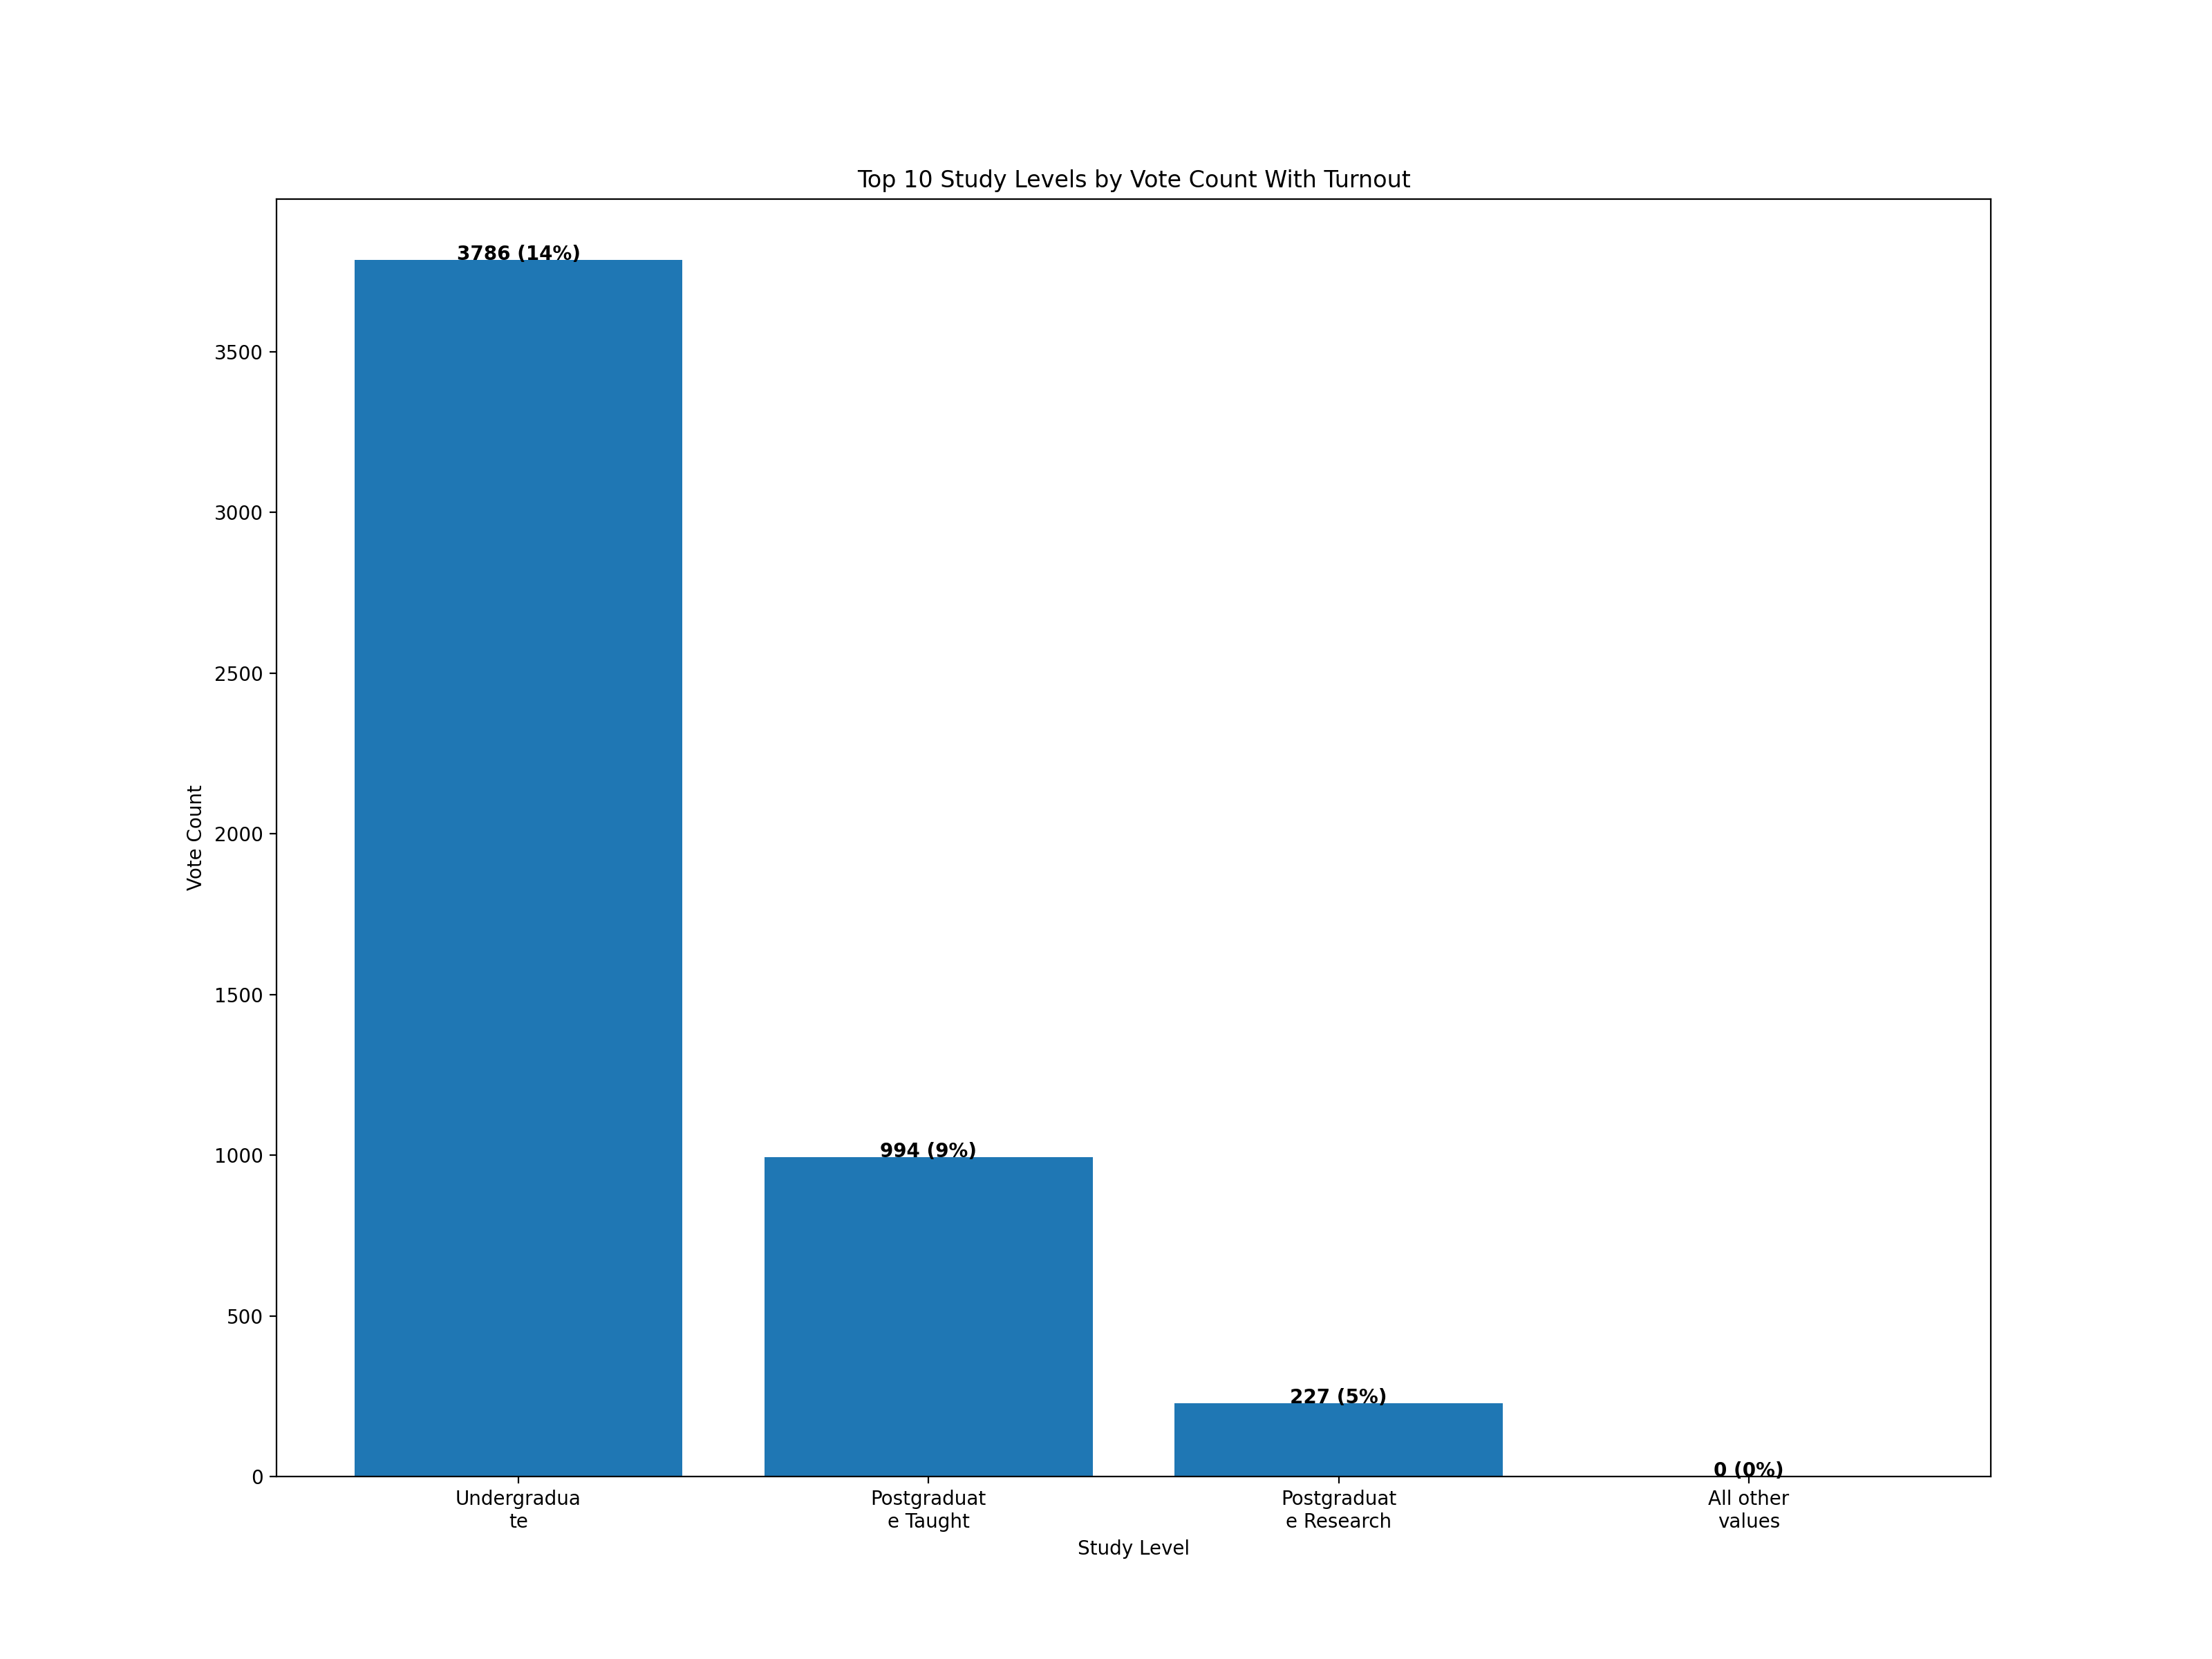 Top 10 Study Levels by Vote Count With Turnout
3786 (14%)
3500
3000
2500
2000
1500
1000
500
0
Vote Count
994 (9%)
227 (5%)
0 (0%)
Undergradua
te
Postgraduat
e Taught
Postgraduat
e Research
All other
values
Study Level